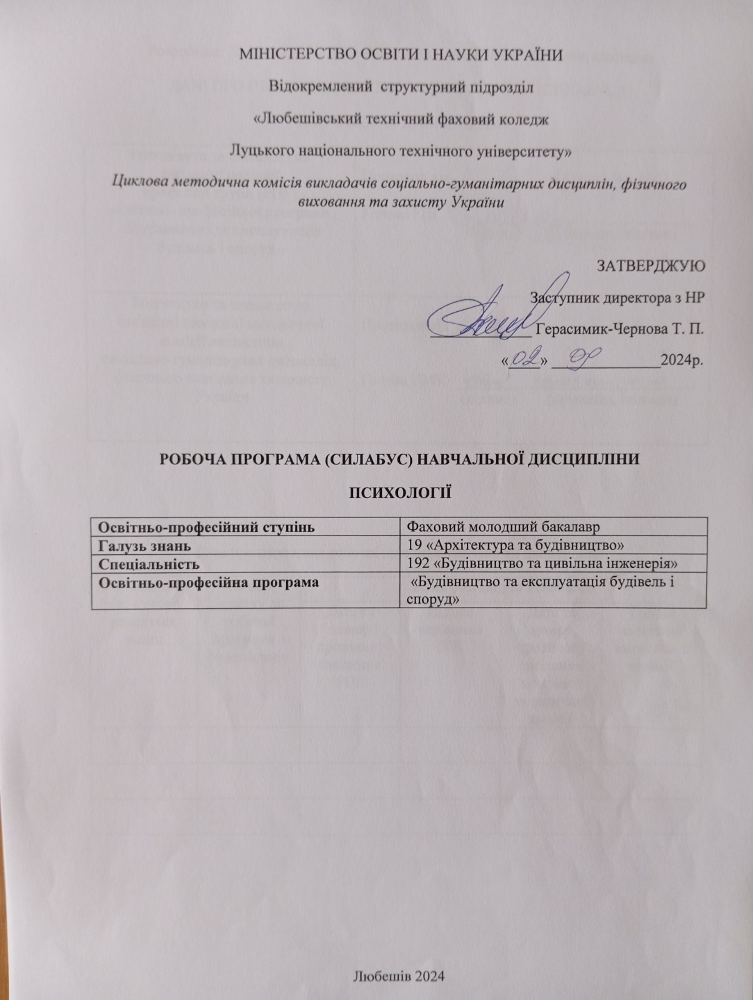 МІНІСТЕРСТВО ОСВІТИ І НАУКИ УКРАЇНИ
Відокремлений структурний підрозділ
«Любешівський технічний фаховий коледж
Луцького національного технічного університету»
Циклова методична комісія викладачів соціально-гуманітарних дисциплін, фізичного
виховання та захисту України
ЗАТВЕРДЖУЮ
Заступник директора з НР
Герасимик-Чернова Т. П.
«02» 09 2024р.
РОБОЧА ПРОГРАМА (СИЛАБУС) НАВЧАЛЬНОЇ ДИСЦИПЛІНИ
ПСИХОЛОГІЇ
Освітньо-професійний ступінь Фаховий молодший бакалавр
Галузь знань 19 «Архітектура та будівництво»
Спеціальність 192 «Будівництво та цивільна інженерія»
Освітньо-професійна програма «Будівництво та експлуатація будівель і
споруд»
Любешів 2024